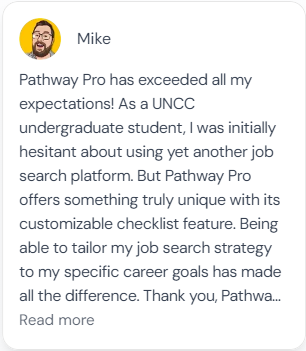 Mike
Pathway Pro has exceeded all my
expectations! As a UNCC
undergraduate student, I was initially
hesitant about using yet another job
search platform. But Pathway Pro
offers something truly unique with its
customizable checklist feature. Being
able to tailor my job search strategy
to my specific career goals has made
all the difference. Thank you, Pathwa...
Read more